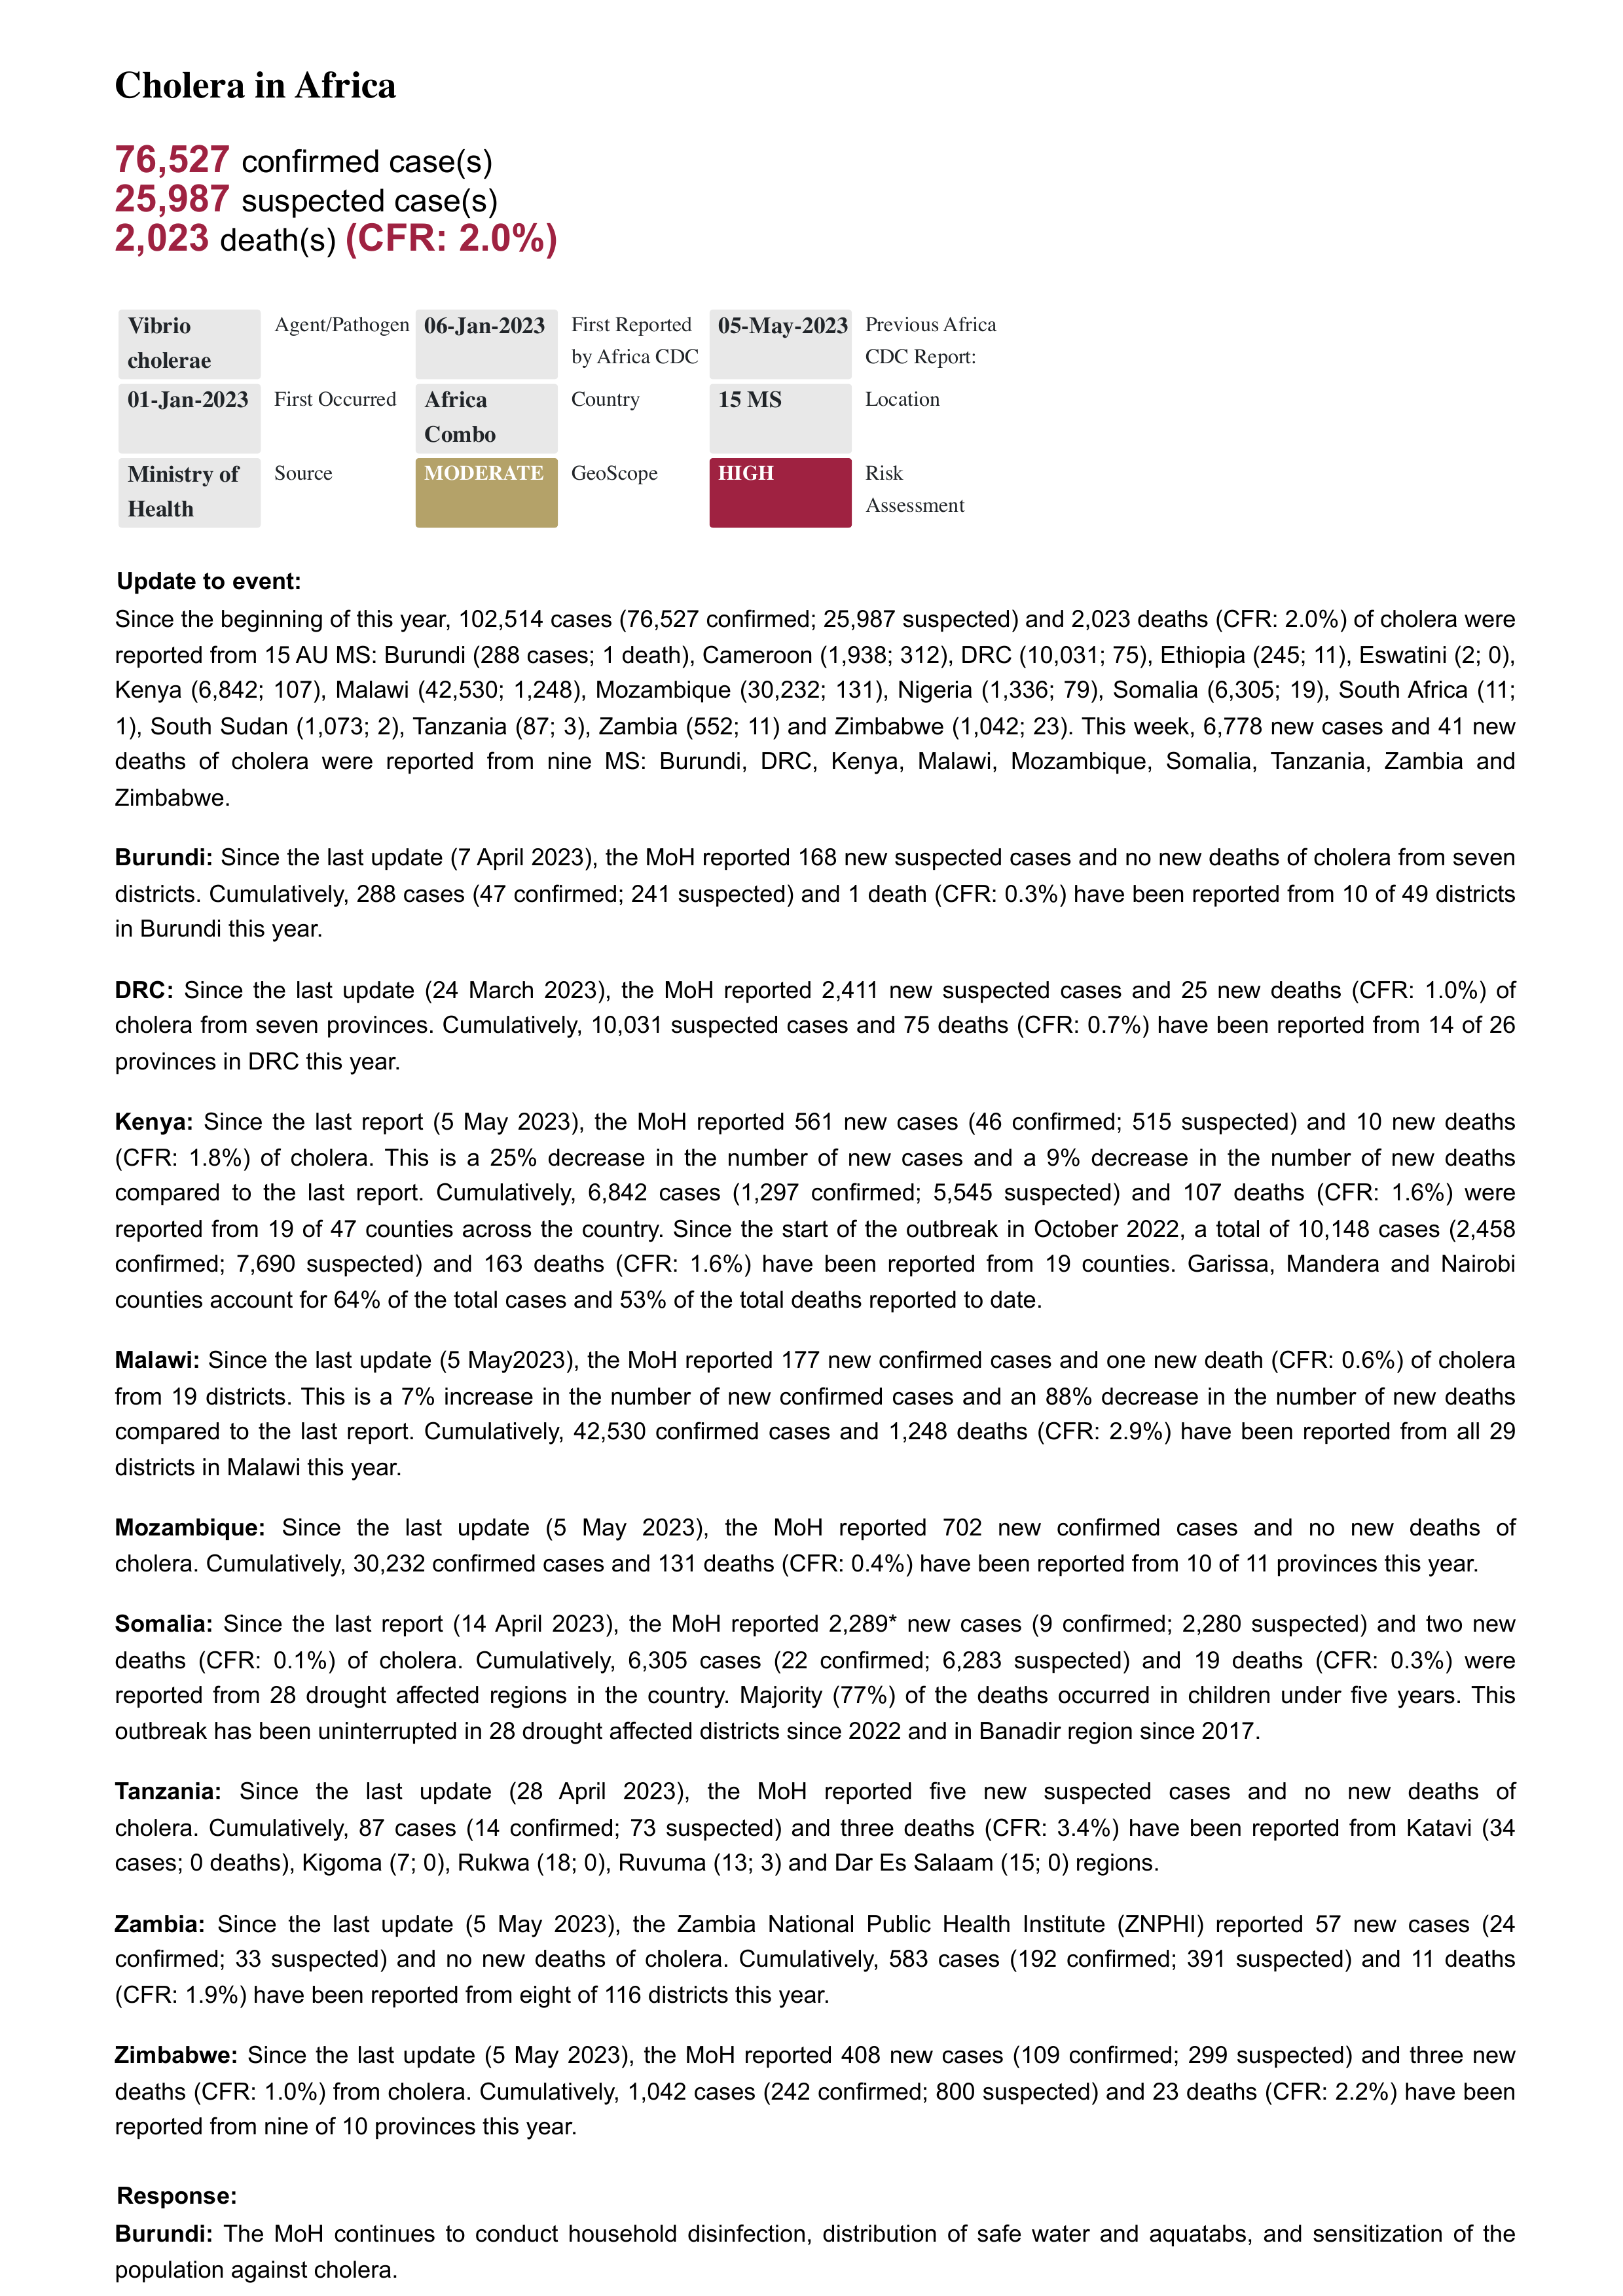 Cholera in Africa
76,527 confirmed case(s)
25,987 suspected case(s)
2,023 death(s) (CFR: 2.0%)
Vibrio cholerae Agent/Pathogen 06-Jan-2023 First Reported by Africa CDC 05-May-2023 Previous Africa CDC Report:
01-Jan-2023 First Occurred Africa Combo Country 15 MS Location
Ministry of Health Source MODERATE GeoScope HIGH Risk Assessment
Update to event:
Since the beginning of this year, 102,514 cases (76,527 confirmed; 25,987 suspected) and 2,023 deaths (CFR: 2.0%) of cholera were
reported from 15 AU MS: Burundi (288 cases; 1 death), Cameroon (1,938; 312), DRC (10,031; 75), Ethiopia (245; 11), Eswatini (2; 0),
Kenya (6,842; 107), Malawi (42,530; 1,248), Mozambique (30,232; 131), Nigeria (1,336; 79), Somalia (6,305; 19), South Africa (11;
1), South Sudan (1,073; 2), Tanzania (87; 3), Zambia (552; 11) and Zimbabwe (1,042; 23). This week, 6,778 new cases and 41 new
deaths of cholera were reported from nine MS: Burundi, DRC, Kenya, Malawi, Mozambique, Somalia, Tanzania, Zambia and
Zimbabwe.
Burundi: Since the last update (7 April 2023), the MoH reported 168 new suspected cases and no new deaths of cholera from seven
districts. Cumulatively, 288 cases (47 confirmed; 241 suspected) and 1 death (CFR: 0.3%) have been reported from 10 of 49 districts
in Burundi this year.
DRC: Since the last update (24 March 2023), the MoH reported 2,411 new suspected cases and 25 new deaths (CFR: 1.0%) of
cholera from seven provinces. Cumulatively, 10,031 suspected cases and 75 deaths (CFR: 0.7%) have been reported from 14 of 26
provinces in DRC this year.
Kenya: Since the last report (5 May 2023), the MoH reported 561 new cases (46 confirmed; 515 suspected) and 10 new deaths
(CFR: 1.8%) of cholera. This is a 25% decrease in the number of new cases and a 9% decrease in the number of new deaths
compared to the last report. Cumulatively, 6,842 cases (1,297 confirmed; 5,545 suspected) and 107 deaths (CFR: 1.6%) were
reported from 19 of 47 counties across the country. Since the start of the outbreak in October 2022, a total of 10,148 cases (2,458
confirmed; 7,690 suspected) and 163 deaths (CFR: 1.6%) have been reported from 19 counties. Garissa, Mandera and Nairobi
counties account for 64% of the total cases and 53% of the total deaths reported to date.
Malawi: Since the last update (5 May2023), the MoH reported 177 new confirmed cases and one new death (CFR: 0.6%) of cholera
from 19 districts. This is a 7% increase in the number of new confirmed cases and an 88% decrease in the number of new deaths
compared to the last report. Cumulatively, 42,530 confirmed cases and 1,248 deaths (CFR: 2.9%) have been reported from all 29
districts in Malawi this year.
Mozambique: Since the last update (5 May 2023), the MoH reported 702 new confirmed cases and no new deaths of
cholera. Cumulatively, 30,232 confirmed cases and 131 deaths (CFR: 0.4%) have been reported from 10 of 11 provinces this year.
Somalia: Since the last report (14 April 2023), the MoH reported 2,289* new cases (9 confirmed; 2,280 suspected) and two new
deaths (CFR: 0.1%) of cholera. Cumulatively, 6,305 cases (22 confirmed; 6,283 suspected) and 19 deaths (CFR: 0.3%) were
reported from 28 drought affected regions in the country. Majority (77%) of the deaths occurred in children under five years. This
outbreak has been uninterrupted in 28 drought affected districts since 2022 and in Banadir region since 2017.
Tanzania: Since the last update (28 April 2023), the MoH reported five new suspected cases and no new deaths of
cholera. Cumulatively, 87 cases (14 confirmed; 73 suspected) and three deaths (CFR: 3.4%) have been reported from Katavi (34
cases; 0 deaths), Kigoma (7; 0), Rukwa (18; 0), Ruvuma (13; 3) and Dar Es Salaam (15; 0) regions.
Zambia: Since the last update (5 May 2023), the Zambia National Public Health Institute (ZNPHI) reported 57 new cases (24
confirmed; 33 suspected) and no new deaths of cholera. Cumulatively, 583 cases (192 confirmed; 391 suspected) and 11 deaths
(CFR: 1.9%) have been reported from eight of 116 districts this year.
Zimbabwe: Since the last update (5 May 2023), the MoH reported 408 new cases (109 confirmed; 299 suspected) and three new
deaths (CFR: 1.0%) from cholera. Cumulatively, 1,042 cases (242 confirmed; 800 suspected) and 23 deaths (CFR: 2.2%) have been
reported from nine of 10 provinces this year.
Response:
Burundi: The MoH continues to conduct household disinfection, distribution of safe water and aquatabs, and sensitization of the
population against cholera.